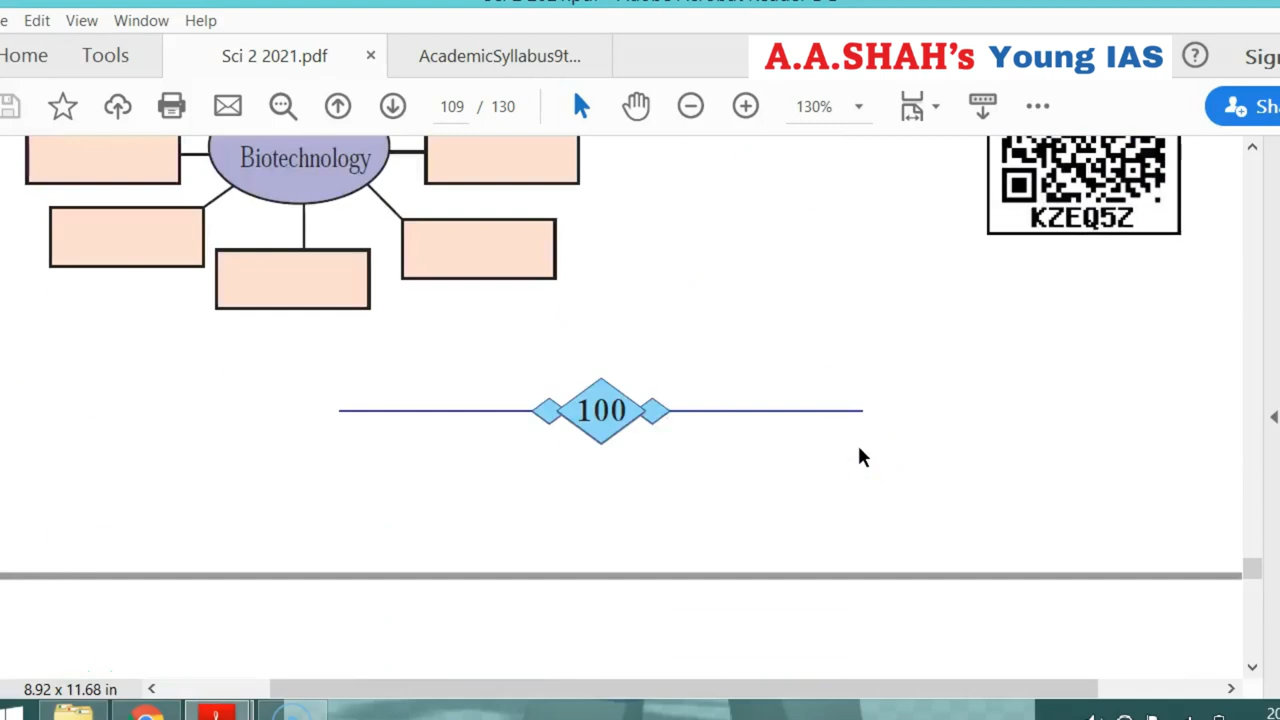 Edit View Window Help
Home Tools Sci 2 2021.pdf × AcademicSyllabus9t...
A.A.SHAH's Young IAS
109 / 130 130%
Biotechnology
KZEQ5Z
100
8.92 x 11.68 in